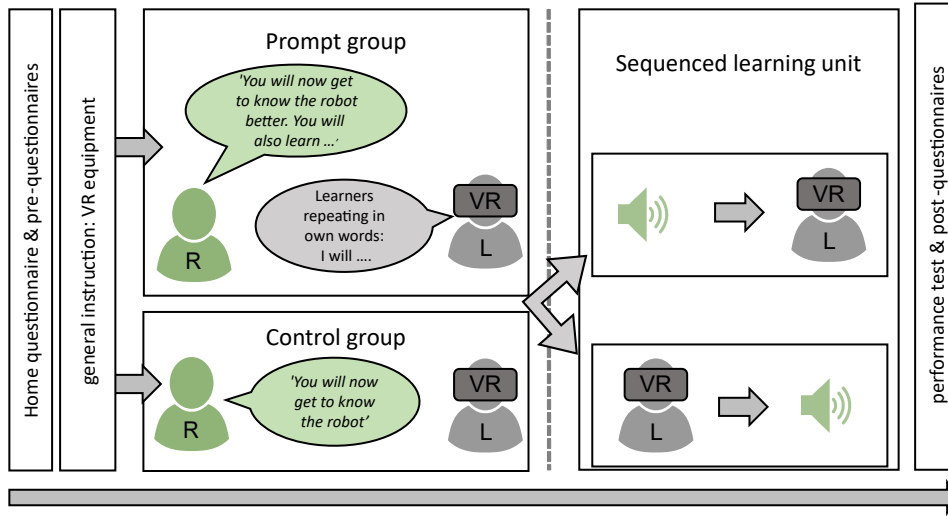 Home questionnaire & pre-questionnaires
general instruction: VR equipment
Prompt group
'You will now get
to know the robot
better. You will
also learn ...'
R
Learners
repeating in
own words:
I will ....
VR
L
Control group
R
'You will now
get to know
the robot'
VR
L
Sequenced learning unit
VR
L
VR
L
performance test & post-questionnaires